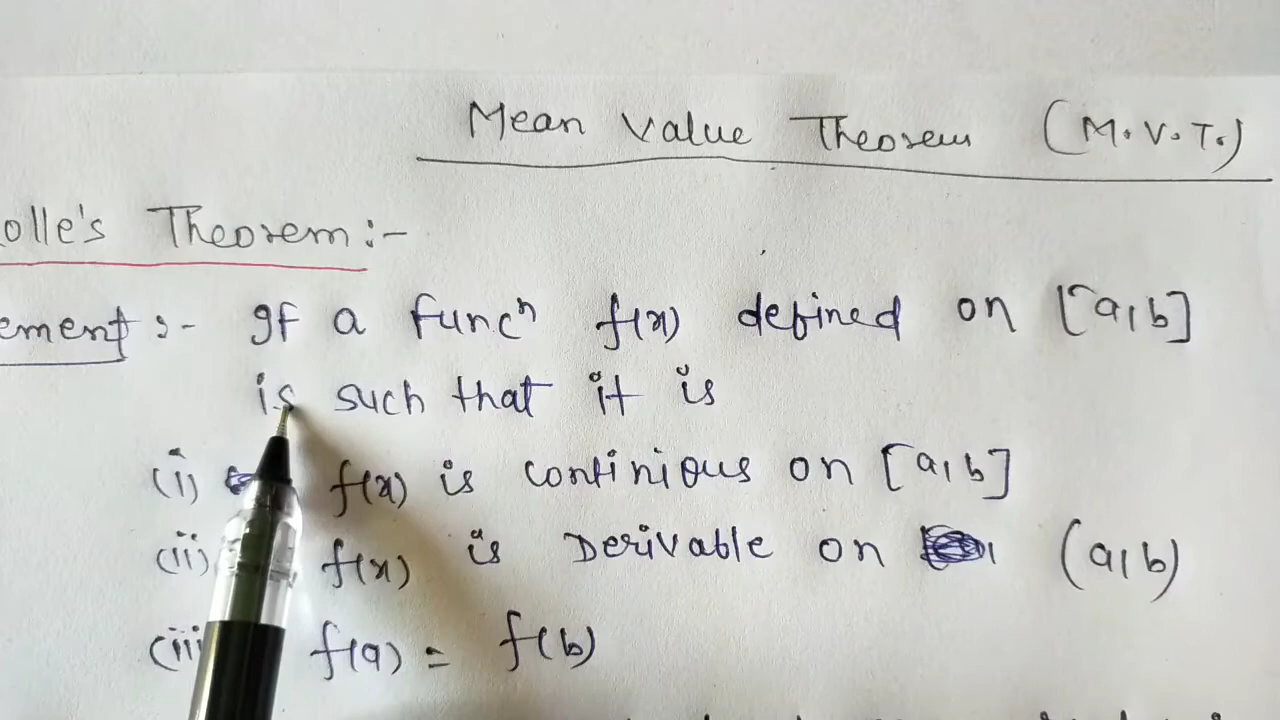 Mean Value Theorem (M.V.T.)
olle's Theorem:-
ement:- If a funcⁿ f(x) defined on [a,b]
is such that it is
(i) f(x) is continious on [a,b]
(ii) f(x) is Derivable on (a,b)
(iii) f(a) = f(b)